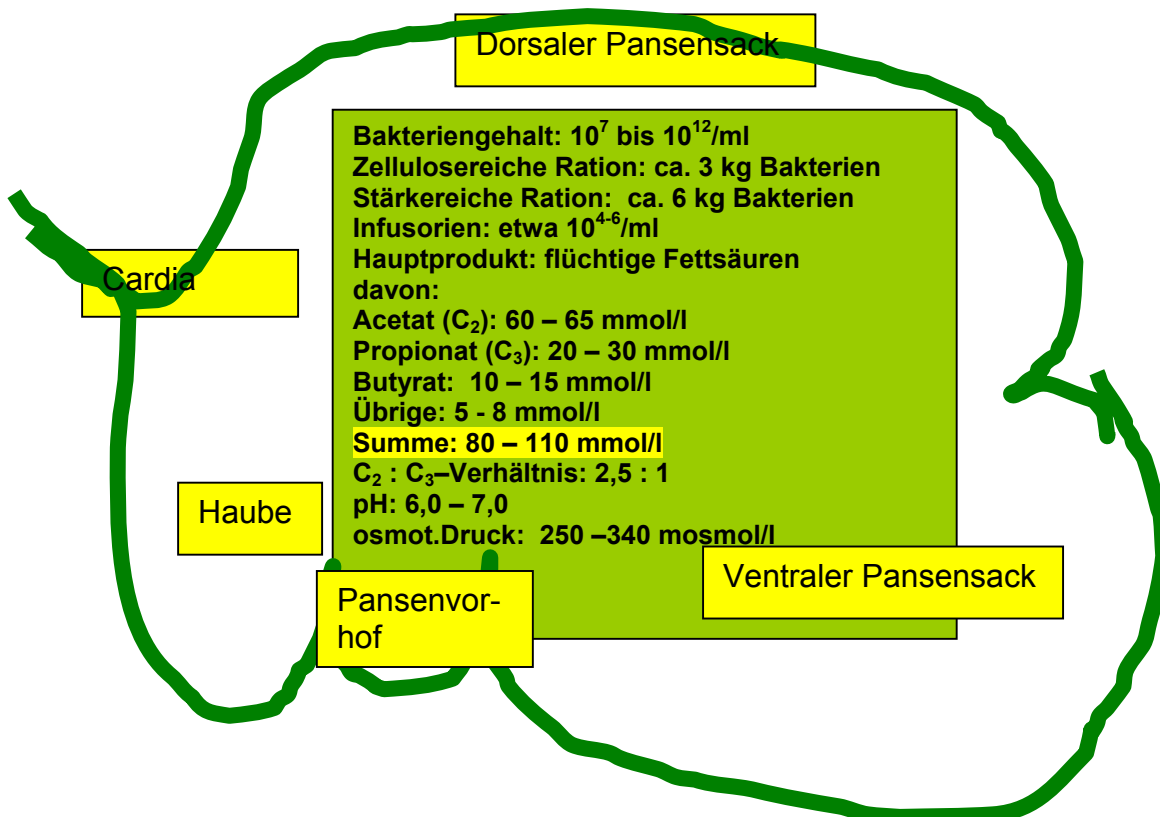 Dorsaler Pansensack
Bakteriengehalt: 10⁷ bis 10¹²/ml
Zellulosereiche Ration: ca. 3 kg Bakterien
Stärkereiche Ration:  ca. 6 kg Bakterien
Infusorien: etwa 10⁴⁻⁶/ml
Hauptprodukt: flüchtige Fettsäuren
davon:
Acetat (C₂): 60 – 65 mmol/l
Propionat (C₃): 20 – 30 mmol/l
Butyrat:  10 – 15 mmol/l
Übrige: 5 - 8 mmol/l
Summe: 80 – 110 mmol/l
C₂ : C₃–Verhältnis: 2,5 : 1
pH: 6,0 – 7,0
osmot.Druck:  250 –340 mosmol/l
Cardia
Haube
Pansenvor-
hof
Ventraler Pansensack